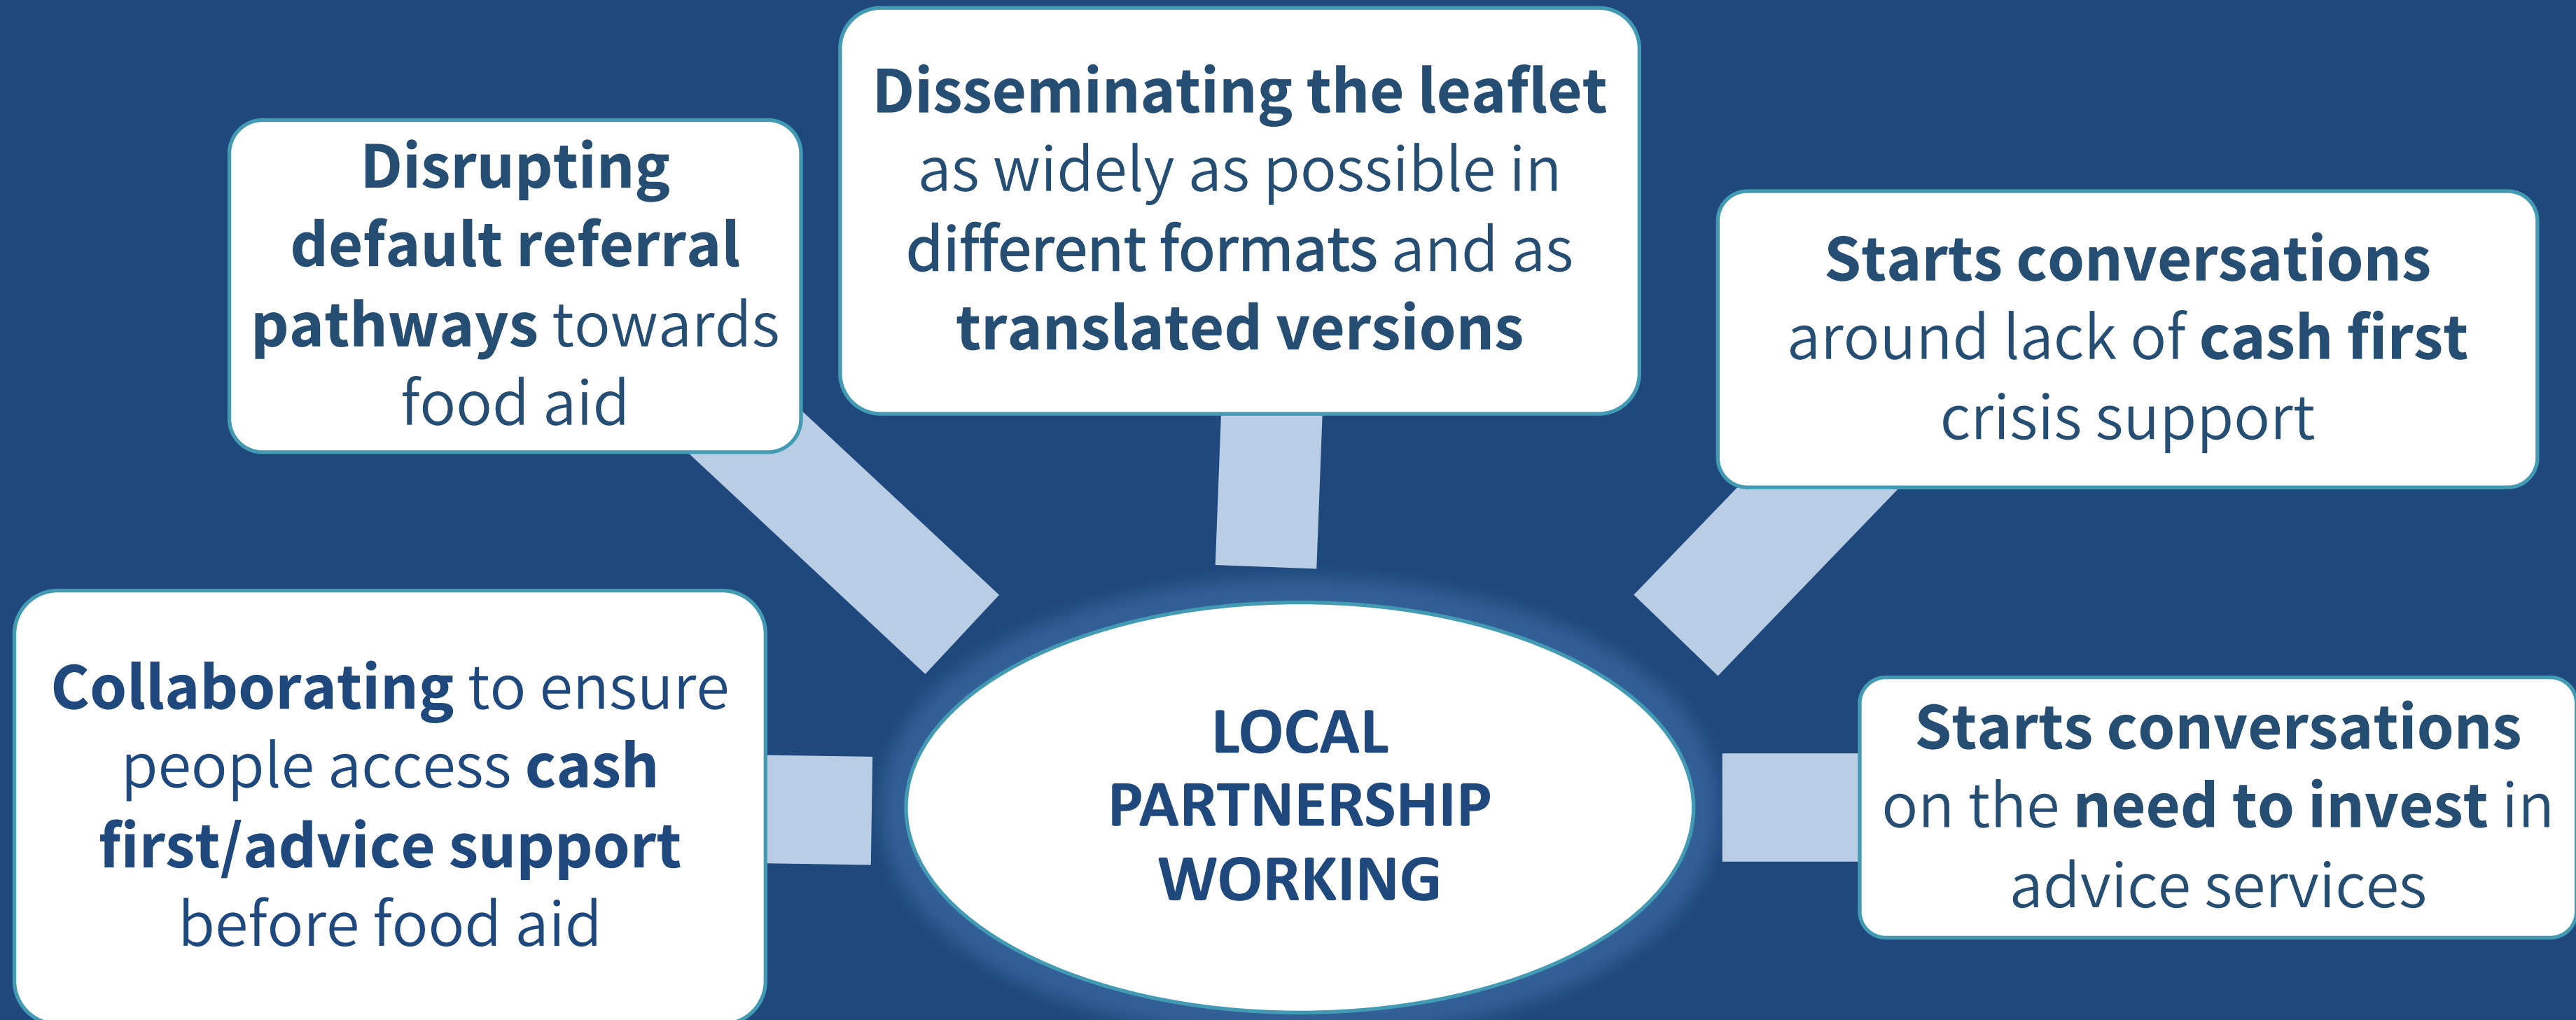 Disseminating the leaflet
as widely as possible in
different formats and as
translated versions
Disrupting
default referral
pathways towards
food aid
Starts conversations
around lack of cash first
crisis support
Collaborating to ensure
people access cash
first/advice support
before food aid
LOCAL
PARTNERSHIP
WORKING
Starts conversations
on the need to invest in
advice services